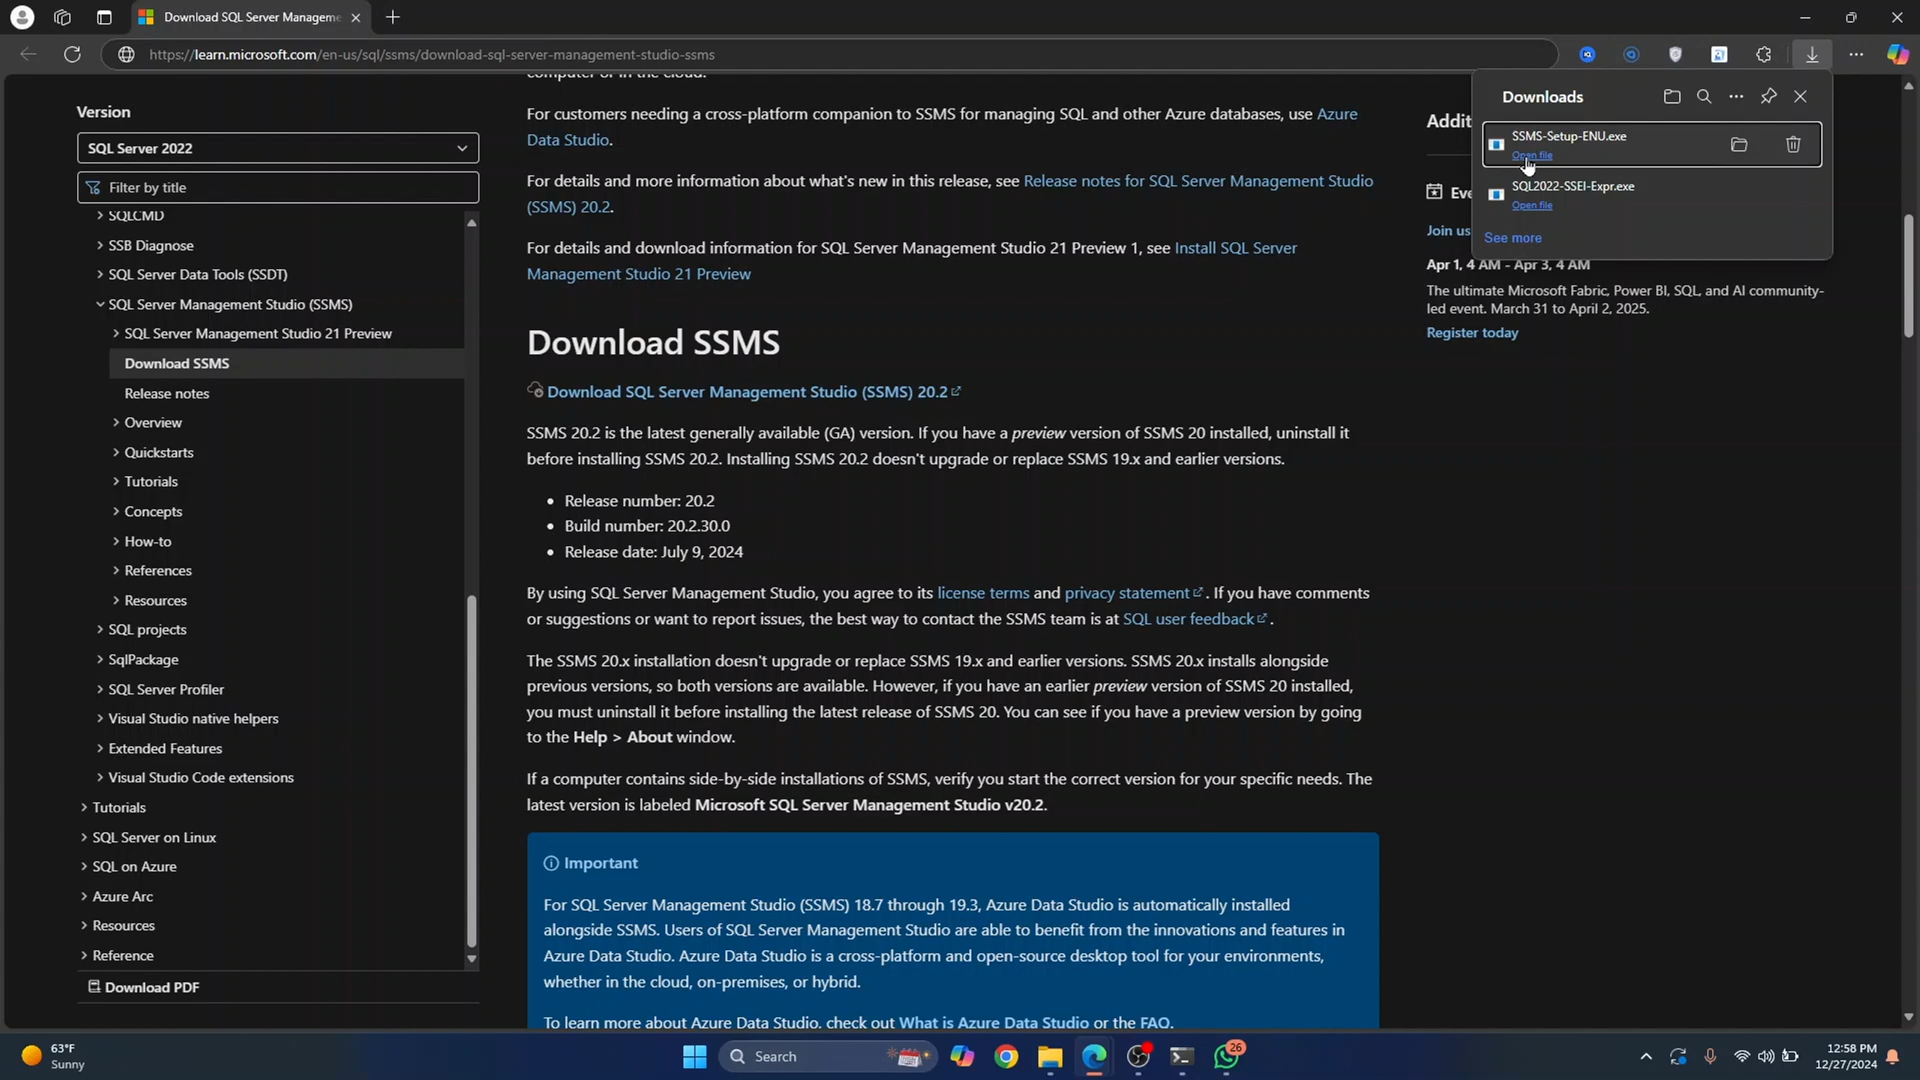 Download SQL Server Manageme
https://learn.microsoft.com/en-us/sql/ssms/download-sql-server-management-studio-ssms
Version
SQL Server 2022
Filter by title
SQLCMD
SSB Diagnose
SQL Server Data Tools (SSDT)
SQL Server Management Studio (SSMS)
SQL Server Management Studio 21 Preview
Download SSMS
Release notes
Overview
Quickstarts
Tutorials
Concepts
How-to
References
Resources
SQL projects
SqlPackage
SQL Server Profiler
Visual Studio native helpers
Extended Features
Visual Studio Code extensions
Tutorials
SQL Server on Linux
SQL on Azure
Azure Arc
Resources
Reference
Download PDF
computer or in the cloud.
For customers needing a cross-platform companion to SSMS for managing SQL and other Azure databases, use Azure
Data Studio.
For details and more information about what's new in this release, see Release notes for SQL Server Management Studio
(SSMS) 20.2.
For details and download information for SQL Server Management Studio 21 Preview 1, see Install SQL Server
Management Studio 21 Preview
Download SSMS
Download SQL Server Management Studio (SSMS) 20.2
SSMS 20.2 is the latest generally available (GA) version. If you have a preview version of SSMS 20 installed, uninstall it
before installing SSMS 20.2. Installing SSMS 20.2 doesn't upgrade or replace SSMS 19.x and earlier versions.
• Release number: 20.2
• Build number: 20.2.30.0
• Release date: July 9, 2024
By using SQL Server Management Studio, you agree to its license terms and privacy statement. If you have comments
or suggestions or want to report issues, the best way to contact the SSMS team is at SQL user feedback.
The SSMS 20.x installation doesn't upgrade or replace SSMS 19.x and earlier versions. SSMS 20.x installs alongside
previous versions, so both versions are available. However, if you have an earlier preview version of SSMS 20 installed,
you must uninstall it before installing the latest release of SSMS 20. You can see if you have a preview version by going
to the Help > About window.
If a computer contains side-by-side installations of SSMS, verify you start the correct version for your specific needs. The
latest version is labeled Microsoft SQL Server Management Studio v20.2.
Important
For SQL Server Management Studio (SSMS) 18.7 through 19.3, Azure Data Studio is automatically installed
alongside SSMS. Users of SQL Server Management Studio are able to benefit from the innovations and features in
Azure Data Studio. Azure Data Studio is a cross-platform and open-source desktop tool for your environments,
whether in the cloud, on-premises, or hybrid.
To learn more about Azure Data Studio, check out What is Azure Data Studio or the FAQ.
Downloads
SSMS-Setup-ENU.exe
Open file
SQL2022-SSEI-Expr.exe
Open file
See more
Addit
Eve
Join us
Apr 1, 4 AM - Apr 3, 4 AM
The ultimate Microsoft Fabric, Power BI, SQL, and AI community-
led event. March 31 to April 2, 2025.
Register today
63°F
Sunny
Search
26
12:58 PM
12/27/2024